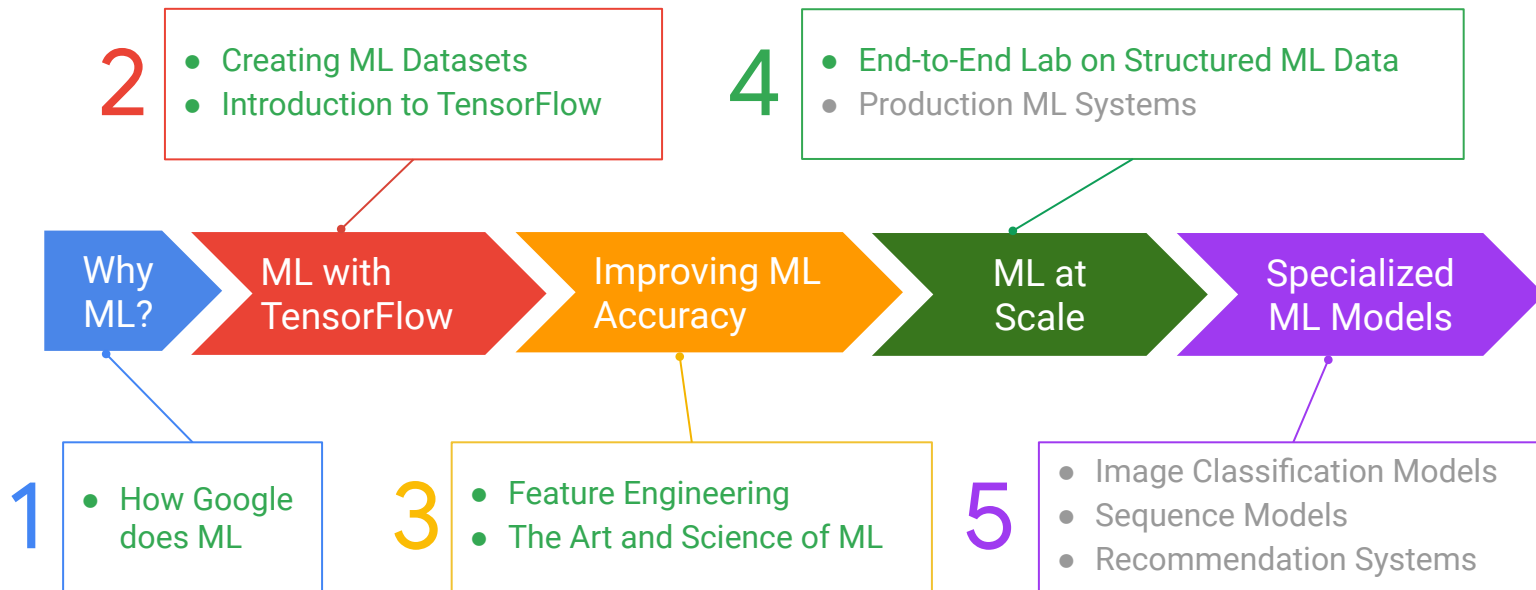 2
Creating ML Datasets
Introduction to TensorFlow
4
End-to-End Lab on Structured ML Data
Production ML Systems
Why
ML?
ML with
TensorFlow
Improving ML
Accuracy
ML at
Scale
Specialized
ML Models
1
How Google
does ML
3
Feature Engineering
The Art and Science of ML
5
Image Classification Models
Sequence Models
Recommendation Systems